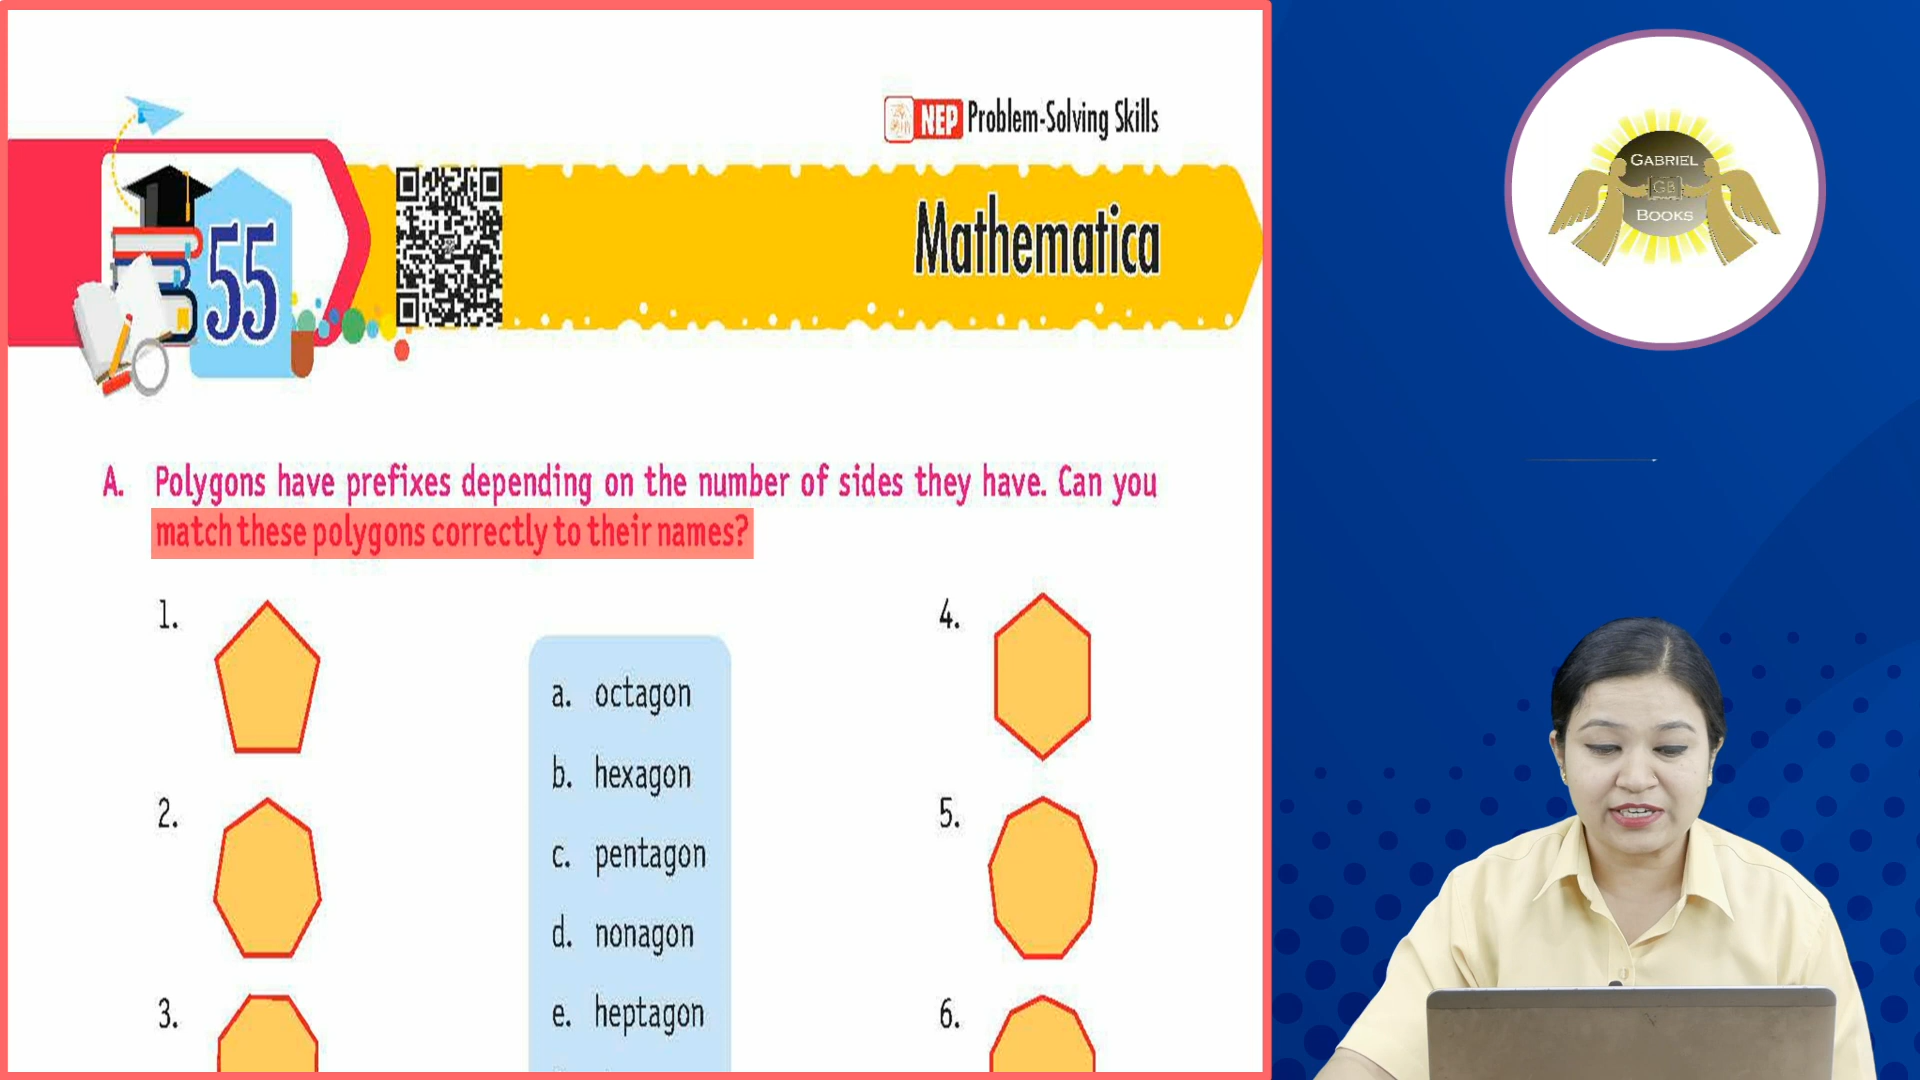 NEP Problem-Solving Skills
55
Mathematica
A. Polygons have prefixes depending on the number of sides they have. Can you
match these polygons correctly to their names?
1.
2.
3.
a. octagon
b. hexagon
c. pentagon
d. nonagon
e. heptagon
4.
5.
6.
GABRIEL
GB
BOOKS